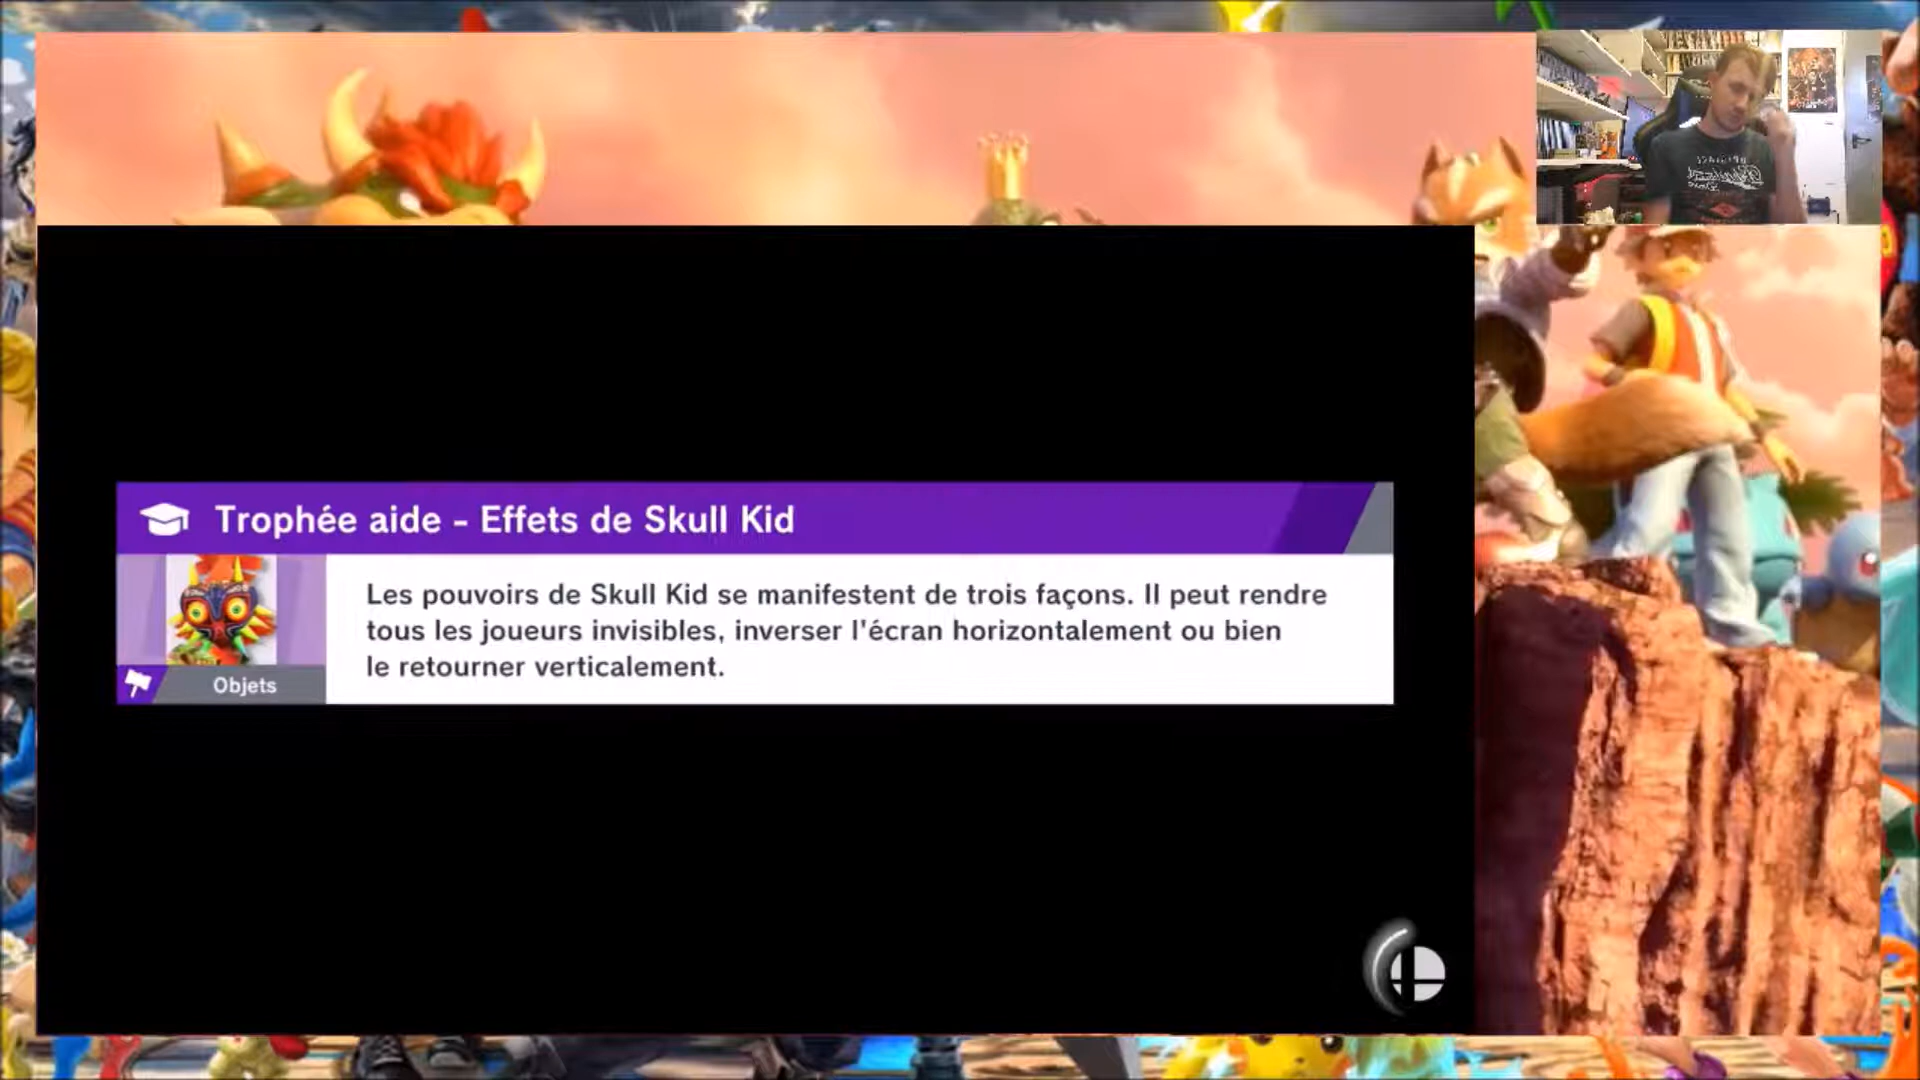 Trophée aide - Effets de Skull Kid
Les pouvoirs de Skull Kid se manifestent de trois façons. Il peut rendre
tous les joueurs invisibles, inverser l'écran horizontalement ou bien
le retourner verticalement.
Objets